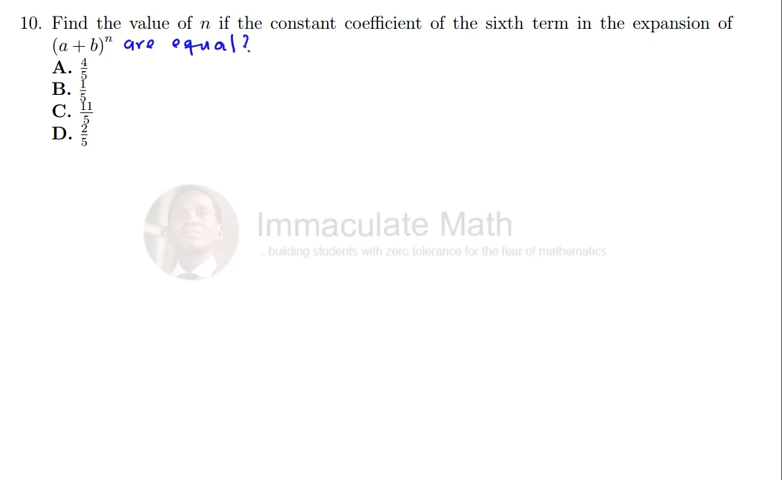 10. Find the value of n if the constant coefficient of the sixth term in the expansion of
(a + b)ⁿ are equal?
A. 4/5
B. 1/5
C. 11/5
D. 2/5
Immaculate Math
..building students with zero tolerance for the fear of mathematics